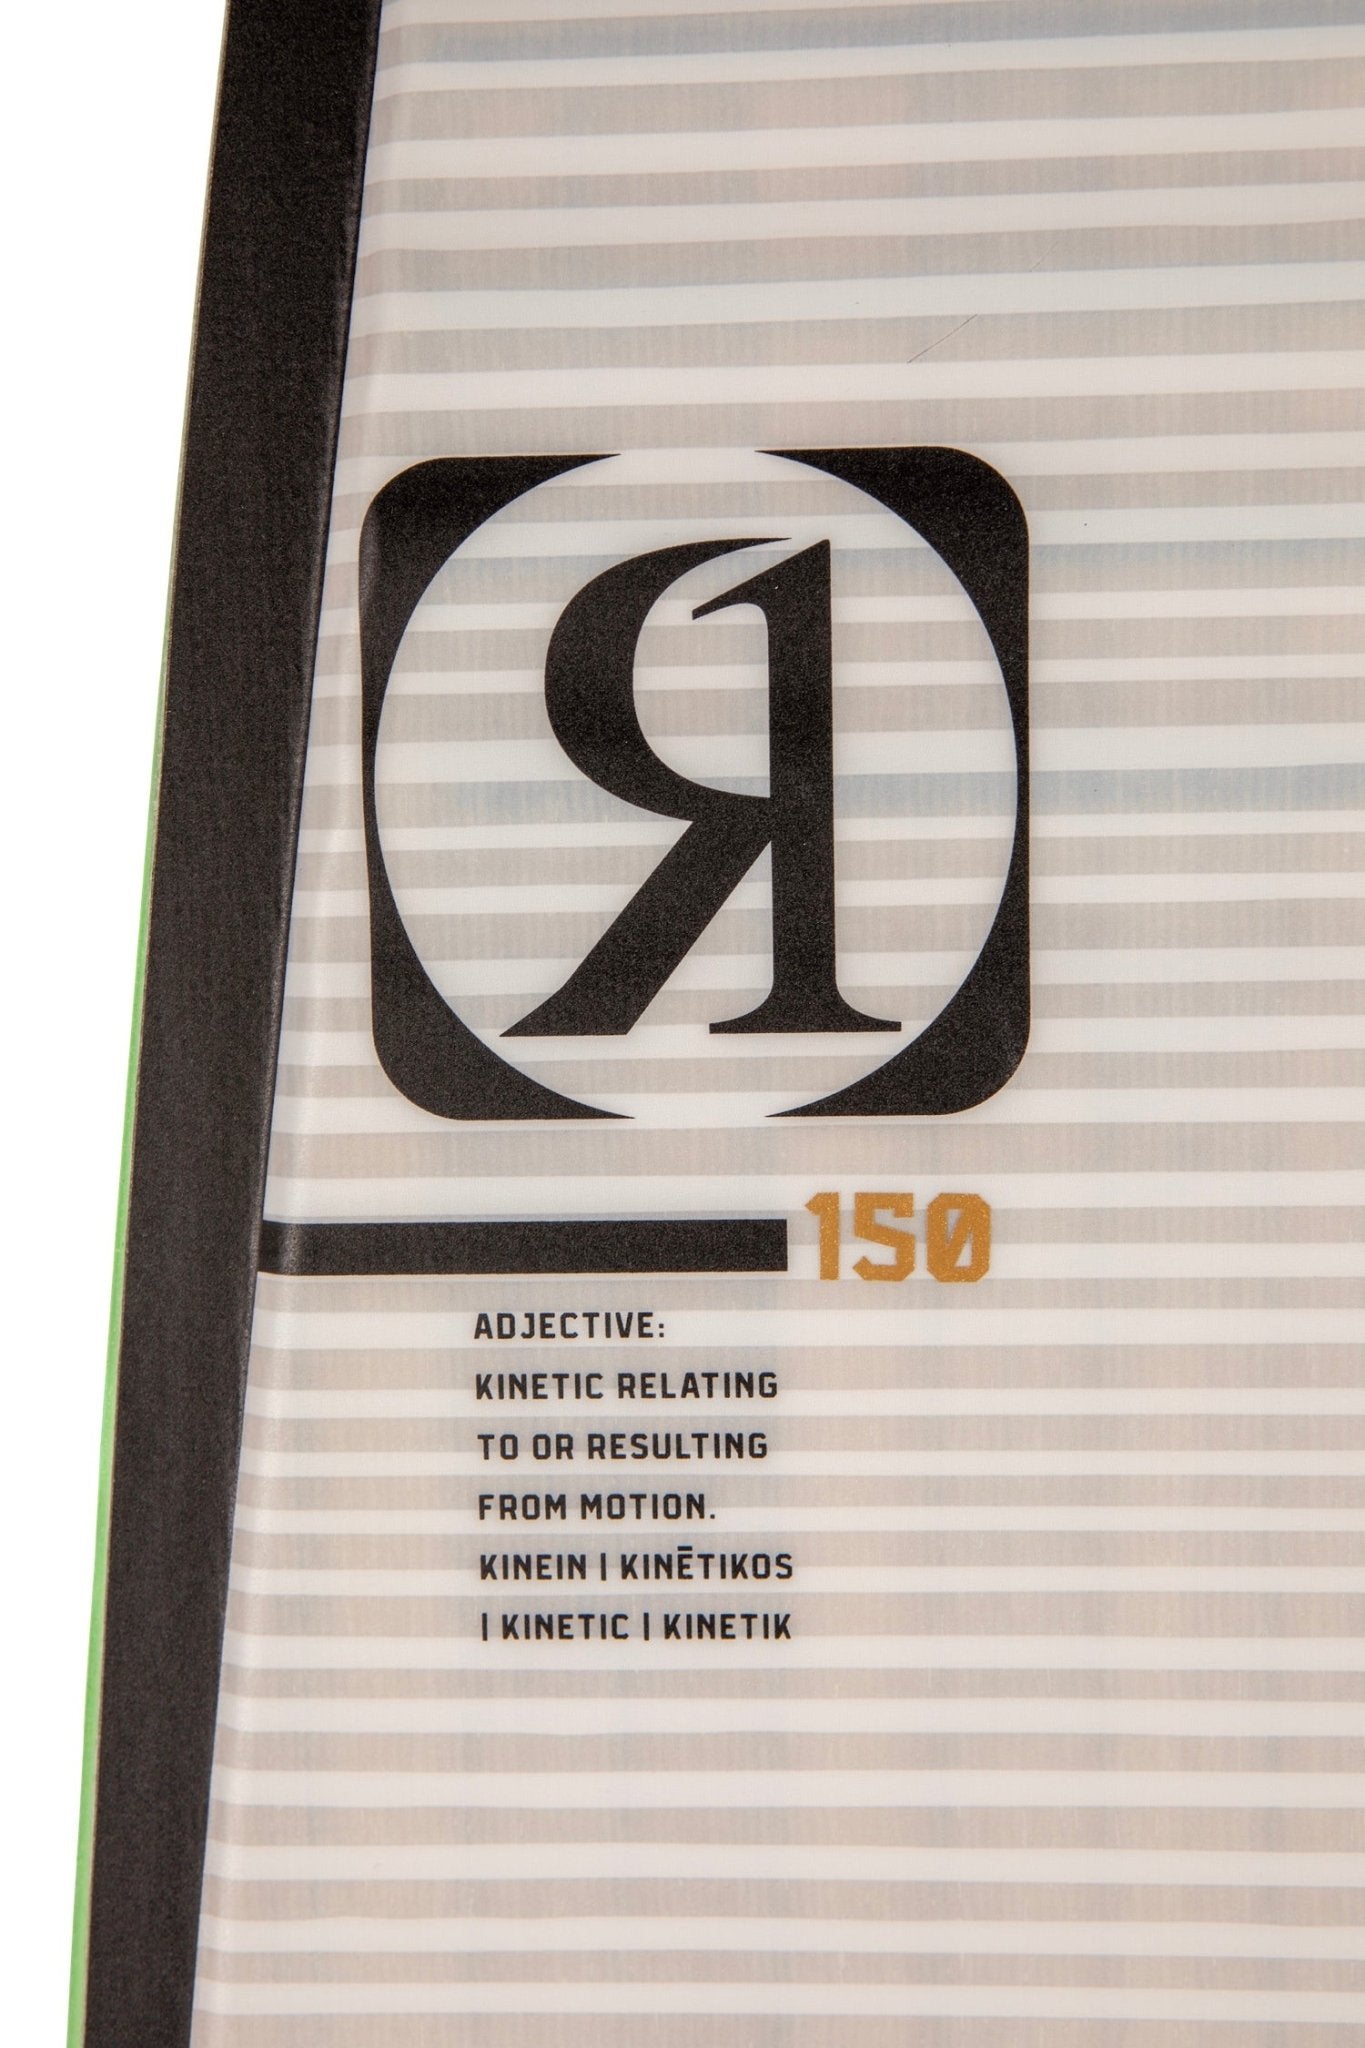 R
150
ADJECTIVE:
KINETIC RELATING
TO OR RESULTING
FROM MOTION.
KINEIN | KINĒTIKOS
| KINETIC | KINETIK